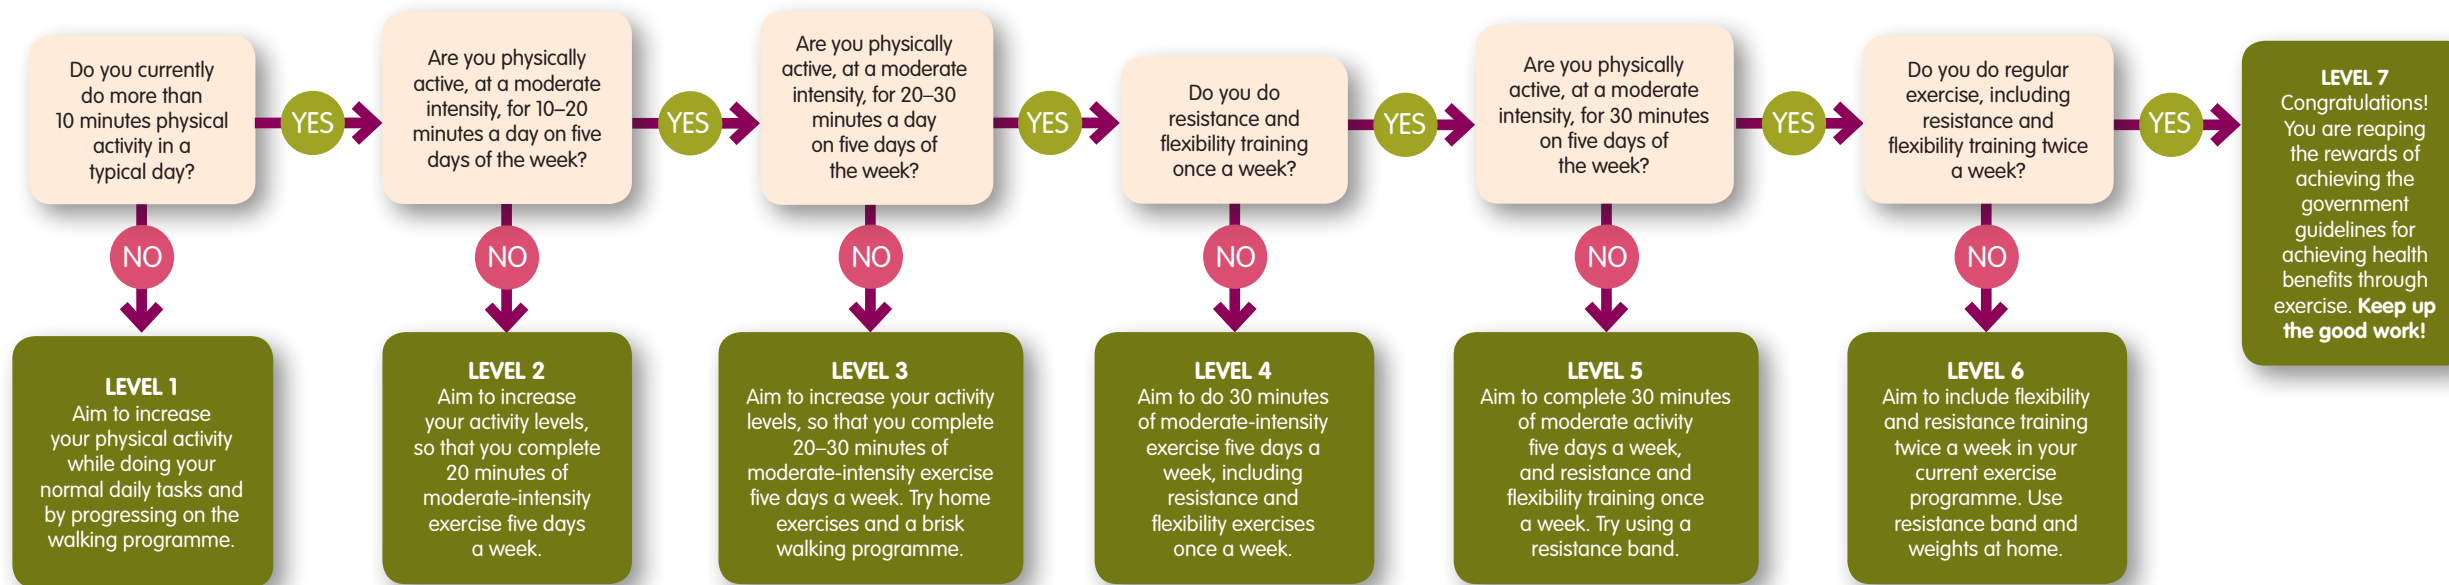 Do you currently
do more than
10 minutes physical
activity in a
typical day?
YES
NO
LEVEL 1
Aim to increase
your physical activity
while doing your
normal daily tasks and
by progressing on the
walking programme.
Are you physically
active, at a moderate
intensity, for 10–20
minutes a day on five
days of the week?
YES
NO
LEVEL 2
Aim to increase
your activity levels,
so that you complete
20 minutes of
moderate-intensity
exercise five days
a week.
Are you physically
active, at a moderate
intensity, for 20–30
minutes a day
on five days of
the week?
YES
NO
LEVEL 3
Aim to increase your activity
levels, so that you complete
20–30 minutes of
moderate-intensity exercise
five days a week. Try home
exercises and a brisk
walking programme.
Do you do
resistance and
flexibility training
once a week?
YES
NO
LEVEL 4
Aim to do 30 minutes
of moderate-intensity
exercise five days a
week, including
resistance and
flexibility exercises
once a week.
Are you physically
active, at a moderate
intensity, for 30 minutes
on five days of
the week?
YES
NO
LEVEL 5
Aim to complete 30 minutes
of moderate activity
five days a week,
and resistance and
flexibility training once
a week. Try using a
resistance band.
Do you do regular
exercise, including
resistance and
flexibility training twice
a week?
YES
NO
LEVEL 6
Aim to include flexibility
and resistance training
twice a week in your
current exercise
programme. Use
resistance band and
weights at home.
LEVEL 7
Congratulations!
You are reaping
the rewards of
achieving the
government
guidelines for
achieving health
benefits through
exercise. Keep up
the good work!